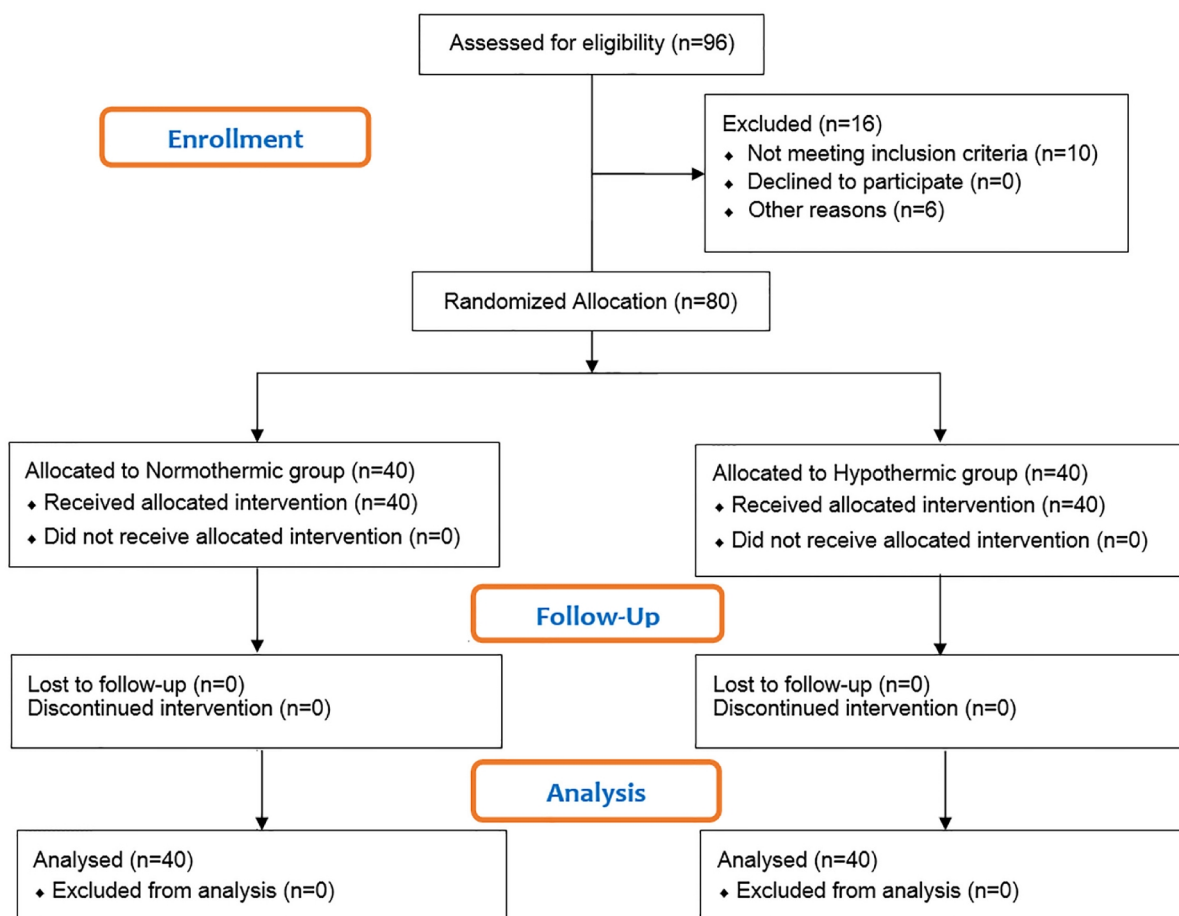 Assessed for eligibility (n=96)
Enrollment
Excluded (n=16)
⬥ Not meeting inclusion criteria (n=10)
⬥ Declined to participate (n=0)
⬥ Other reasons (n=6)
Randomized Allocation (n=80)
Allocated to Normothermic group (n=40)
⬥ Received allocated intervention (n=40)
⬥ Did not receive allocated intervention (n=0)
Allocated to Hypothermic group (n=40)
⬥ Received allocated intervention (n=40)
⬥ Did not receive allocated intervention (n=0)
Follow-Up
Lost to follow-up (n=0)
Discontinued intervention (n=0)
Lost to follow-up (n=0)
Discontinued intervention (n=0)
Analysis
Analysed (n=40)
⬥ Excluded from analysis (n=0)
Analysed (n=40)
⬥ Excluded from analysis (n=0)